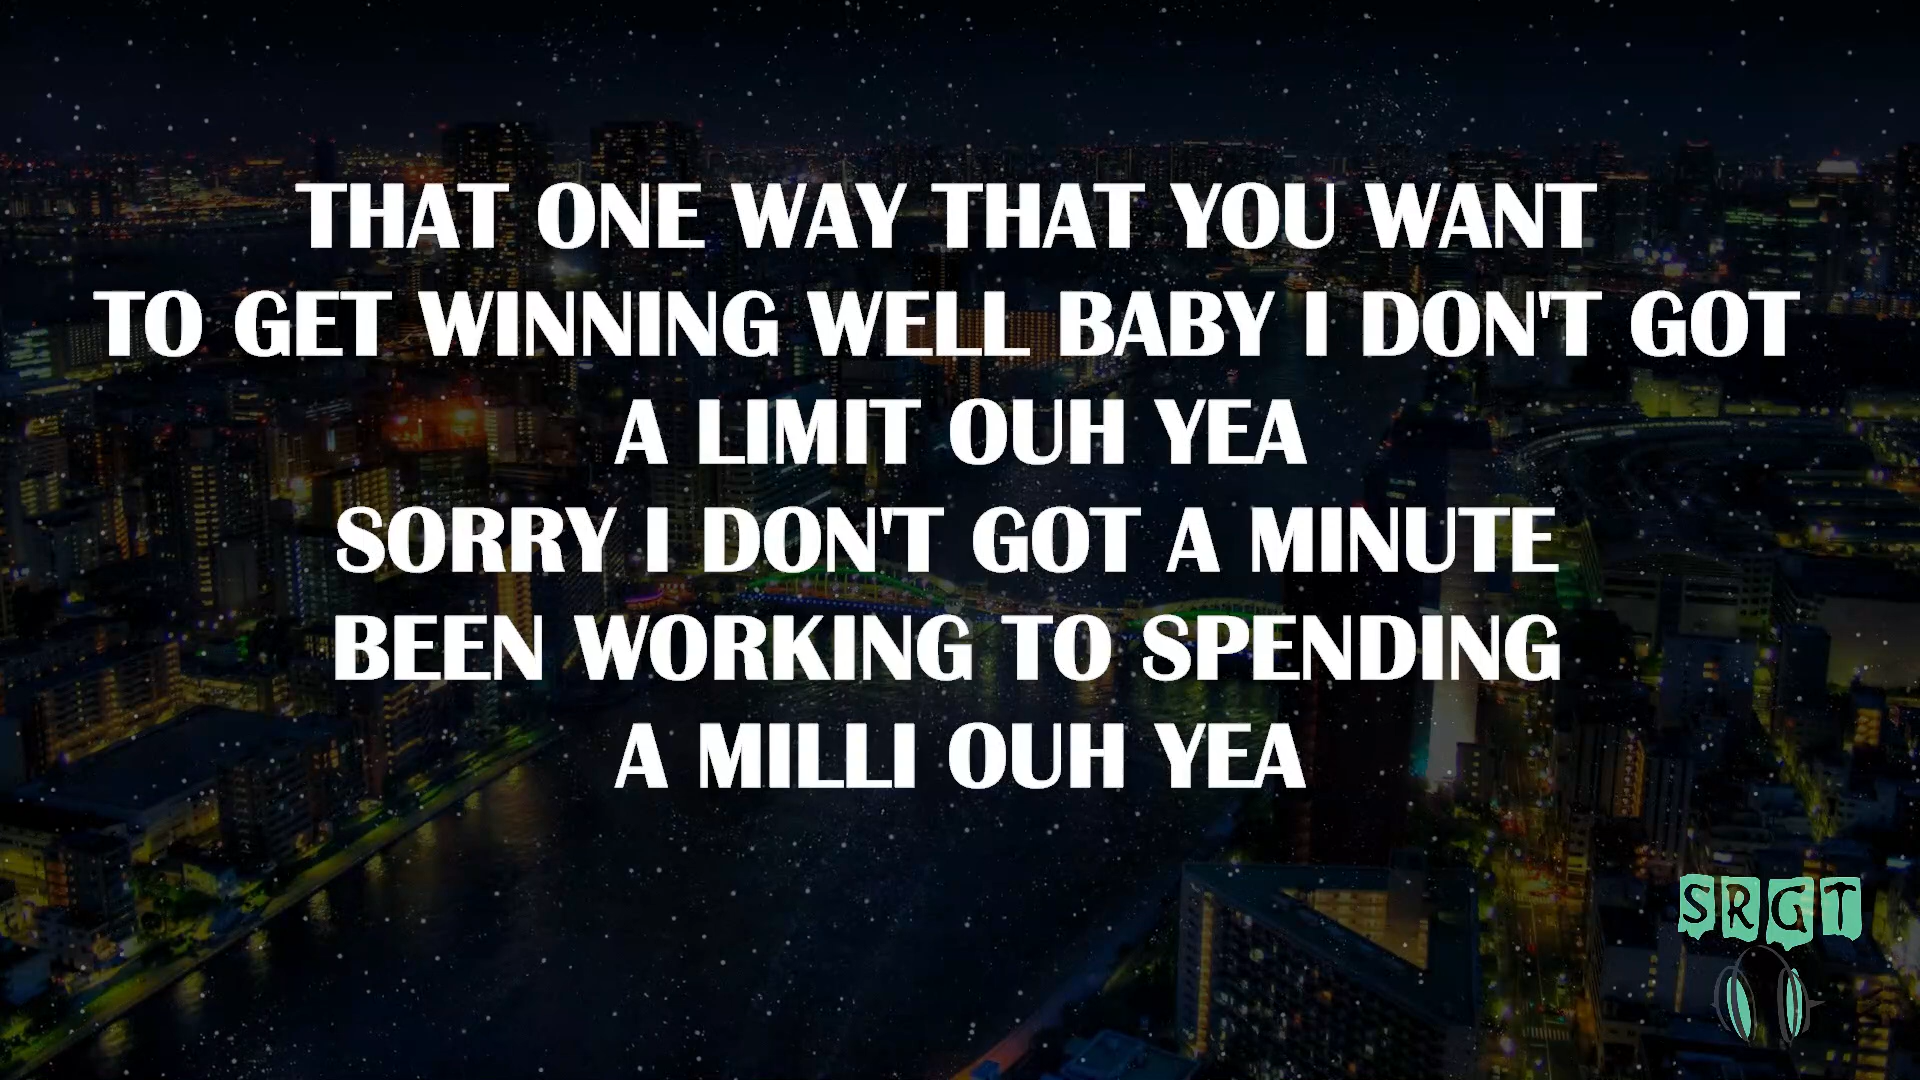 THAT ONE WAY THAT YOU WANT
TO GET WINNING WELL BABY I DON'T GOT
A LIMIT OUH YEA
SORRY I DON'T GOT A MINUTE
BEEN WORKING TO SPENDING
A MILLI OUH YEA
SRGT